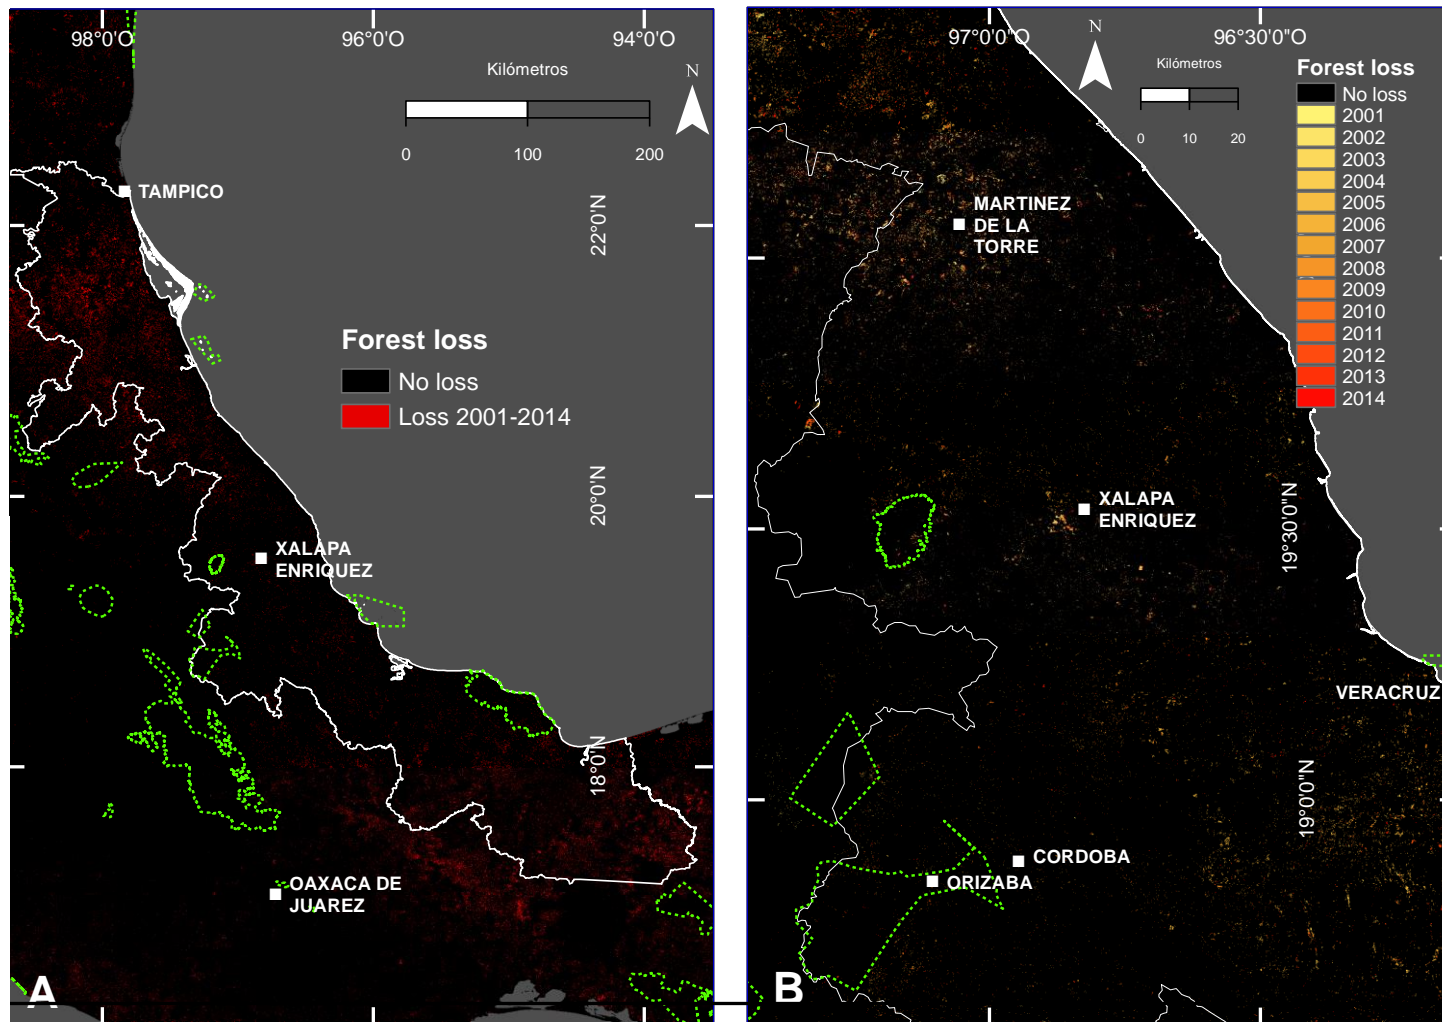 98°0'O
96°0'O
94°0'O
Kilómetros
N
0
100
200
TAMPICO
22°0'N
Forest loss
No loss
Loss 2001-2014
20°0'N
XALAPA
ENRIQUEZ
18°0'N
OAXACA DE
JUAREZ
A
97°0'O
96°30'0"O
N
Kilómetros
0
10
20
Forest loss
No loss
2001
2002
2003
2004
2005
2006
2007
2008
2009
2010
2011
2012
2013
2014
MARTINEZ
DE LA
TORRE
XALAPA
ENRIQUEZ
19°30'0"N
VERACRUZ
19°0'0"N
CORDOBA
ORIZABA
B